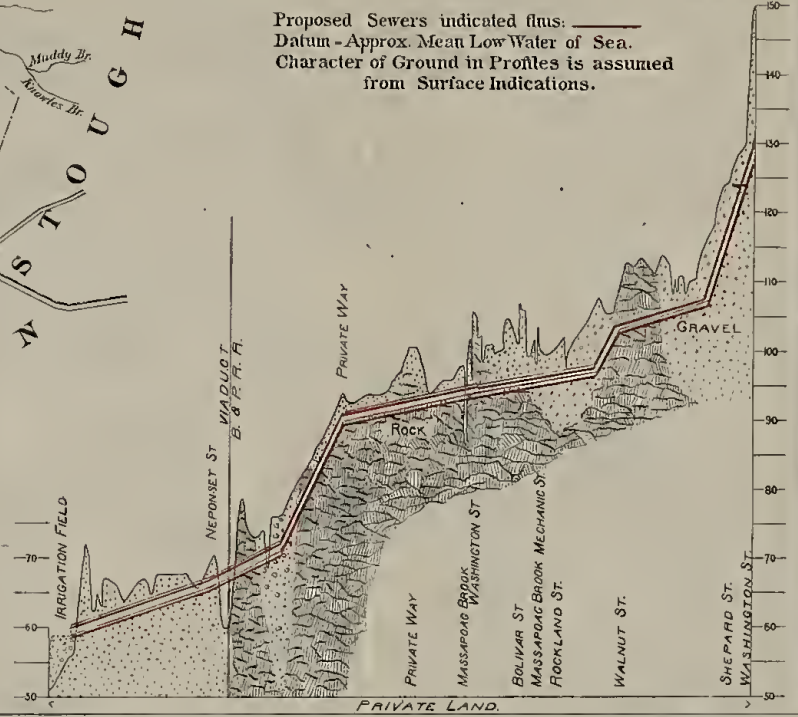 Proposed Sewers indicated thus:
Datum - Approx. Mean Low Water of Sea.
Character of Ground in Profiles is assumed
from Surface Indications.
Muddy Br.
Knowles Br.
N S T O U G H
150
140
130
120
110
100
90
80
70
60
50
70
60
50
IRRIGATION FIELD
NEPONSET ST
VIADUCT
B. & P. R. R.
PRIVATE WAY
ROCK
GRAVEL
PRIVATE WAY
MASSAPOAG BROOK
WASHINGTON ST
BOLIVAR ST
MASSAPOAG BROOK
MECHANIC ST
ROCKLAND ST.
WALNUT ST.
SHEPARD ST.
WASHINGTON ST.
PRIVATE LAND.